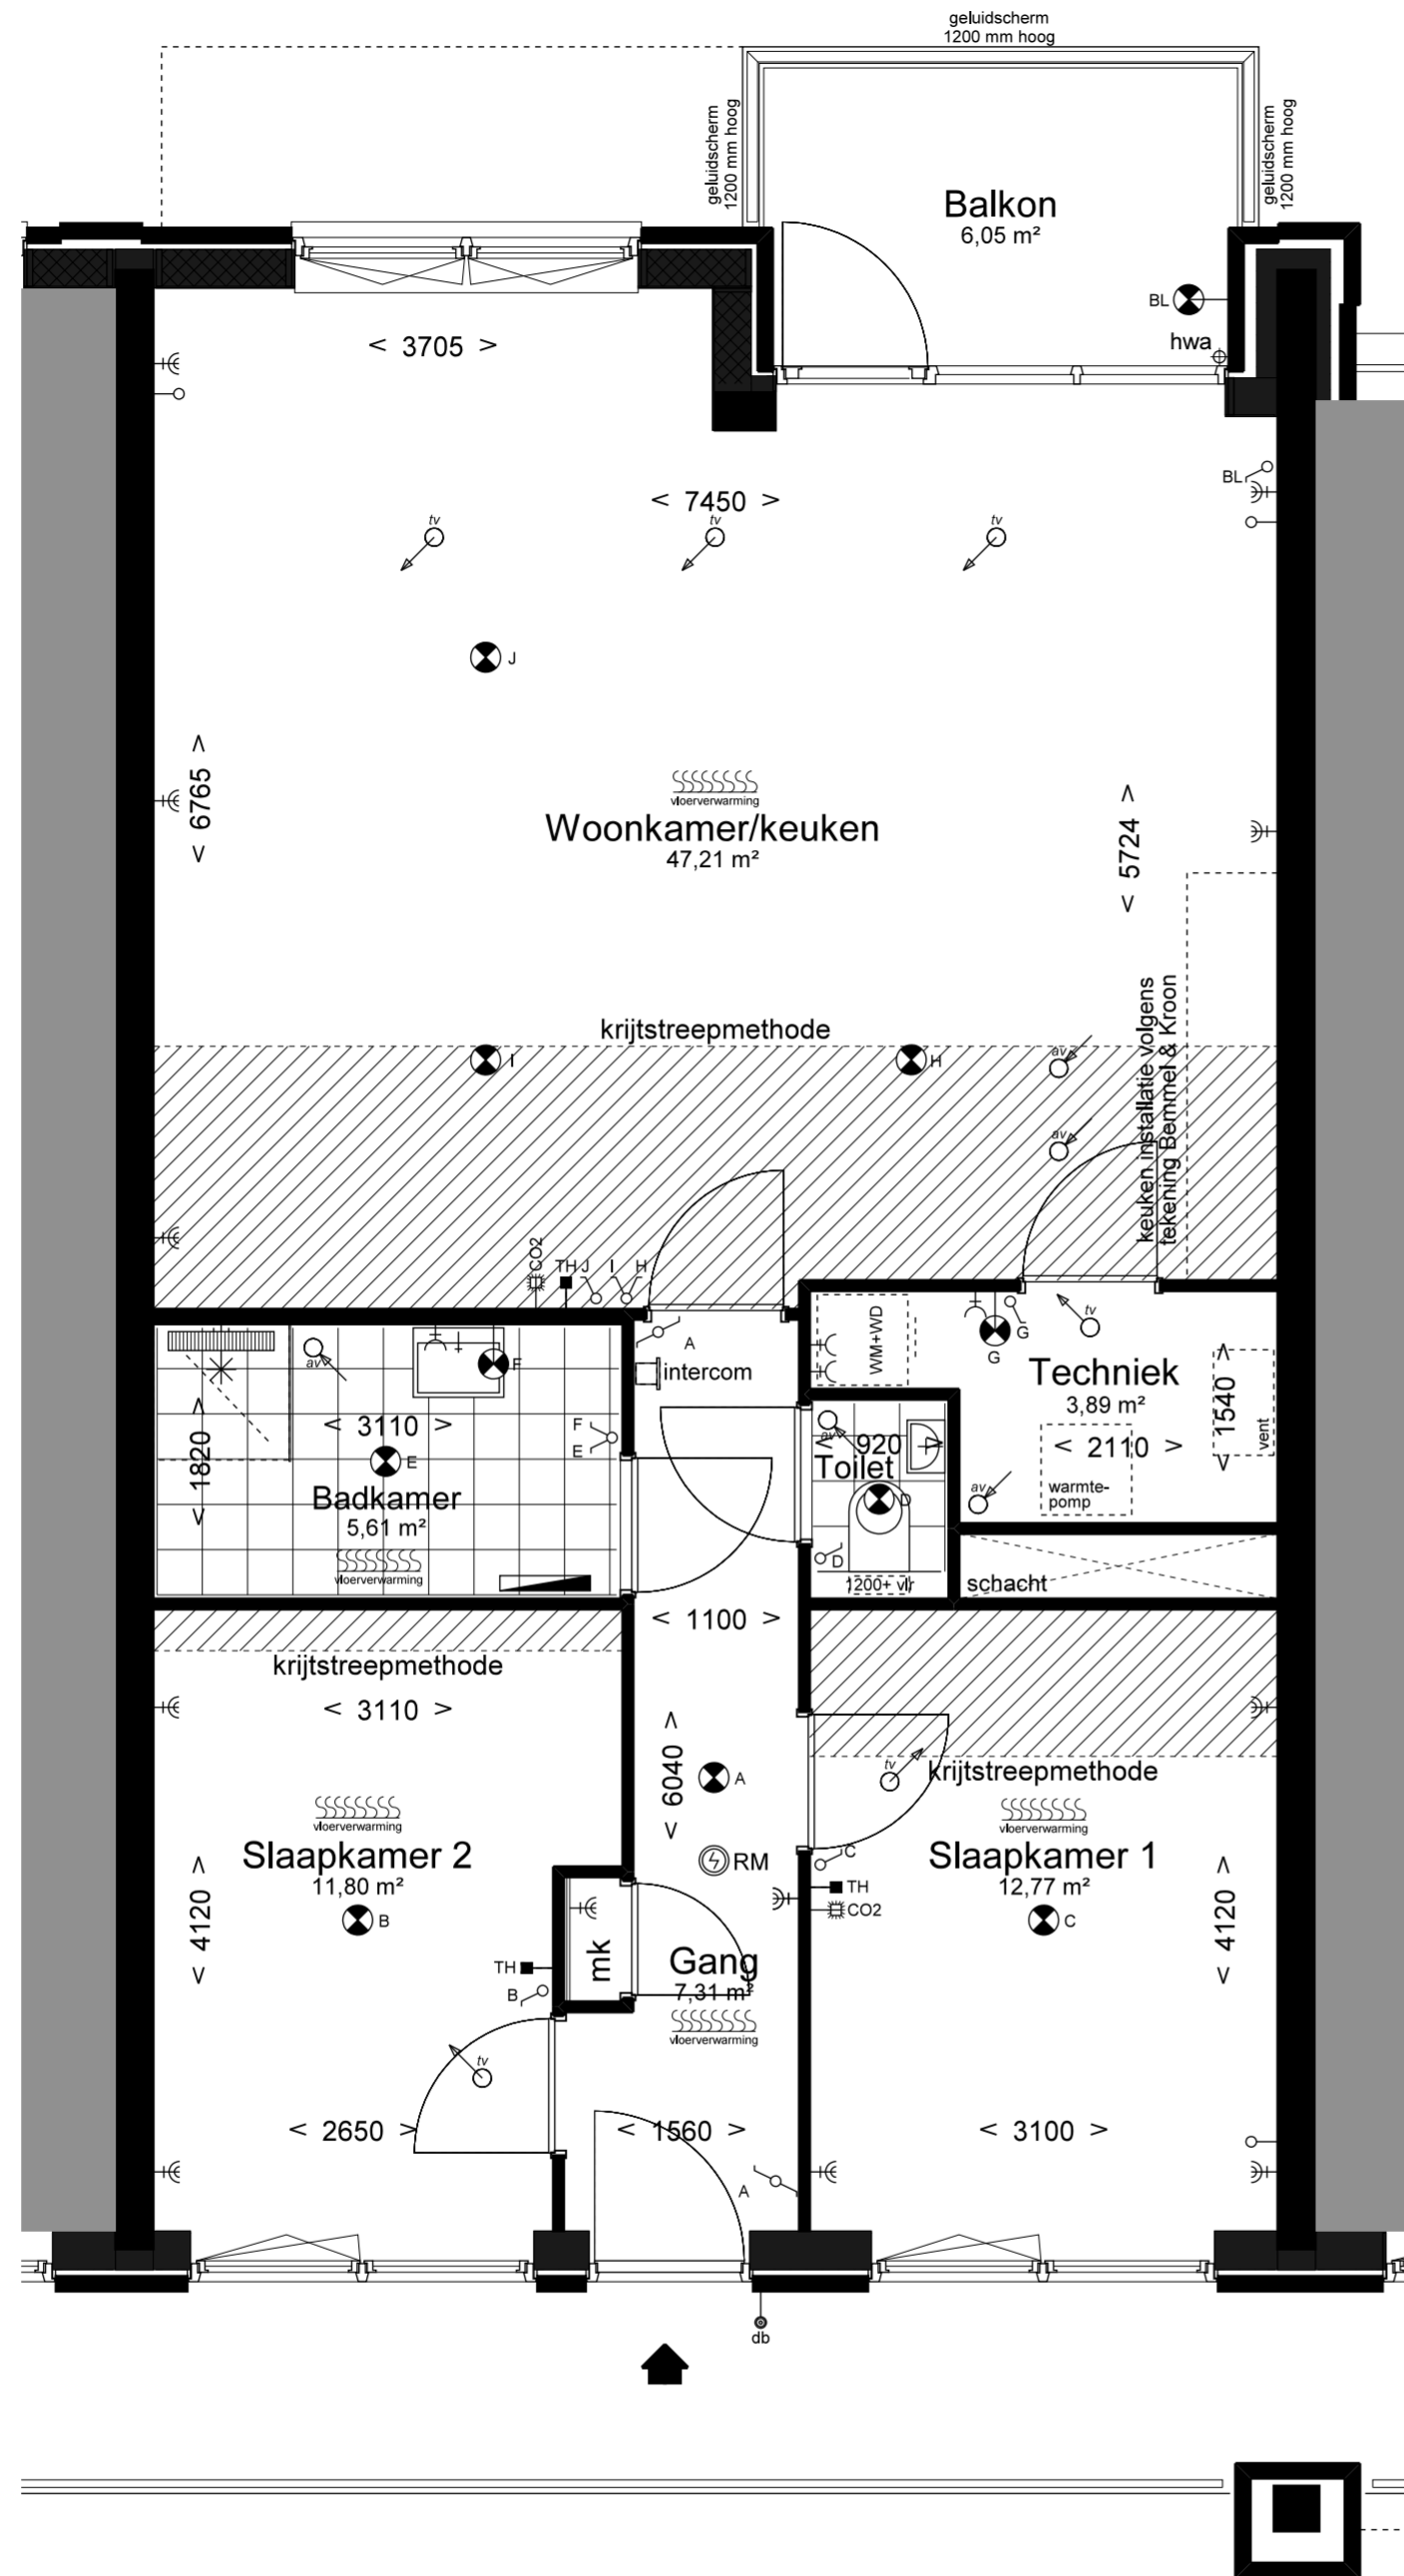 geluidscherm
1200 mm hoog
geluidscherm
1200 mm hoog
geluidscherm
1200 mm hoog
Balkon
6,05 m²
BL
hwa
< 3705 >
BL
< 7450 >
tv
tv
tv
J
< 6765 >
vloerverwarming
Woonkamer/keuken
47,21 m²
< 5724 >
keuken installatie volgens
tekening Bemmel & Kroon
krijtstreepmethode
I
H
av
av
CO2
TH
J
I
H
A
intercom
WM+WD
G
G
tv
Techniek
3,89 m²
< 1540 >
vent
< 2110 >
warmte-
pomp
av
av
F
< 3110 >
< 1820 >
E
F
E
Badkamer
5,61 m²
vloerverwarming
av
< 920 >
Toilet
D
D
1200+ vlr
schacht
< 1100 >
krijtstreepmethode
< 3110 >
< 6040 >
A
tv
krijtstreepmethode
vloerverwarming
Slaapkamer 2
11,80 m²
B
< 4120 >
RM
C
TH
CO2
vloerverwarming
Slaapkamer 1
12,77 m²
C
< 4120 >
TH
B
mk
Gang
7,31 m²
vloerverwarming
tv
< 2650 >
< 1560 >
< 3100 >
A
db